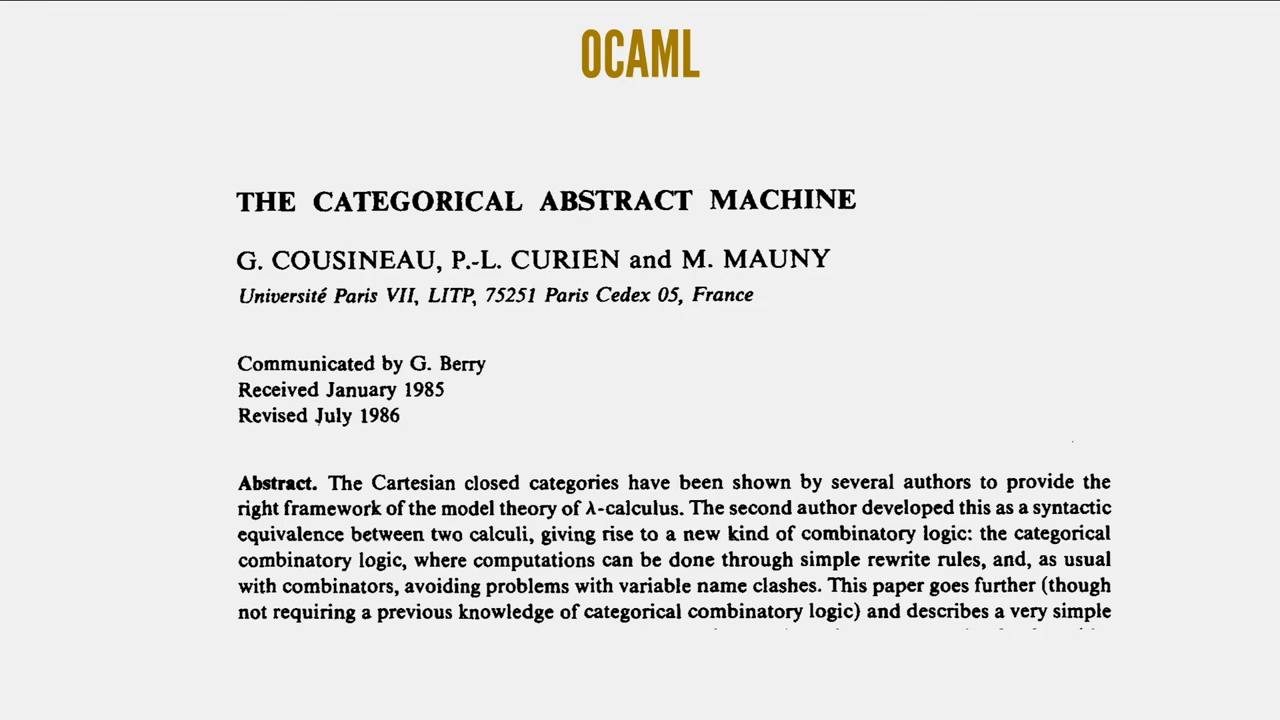 OCAML
THE CATEGORICAL ABSTRACT MACHINE
G. COUSINEAU, P.-L. CURIEN and M. MAUNY
Université Paris VII, LITP, 75251 Paris Cedex 05, France
Communicated by G. Berry
Received January 1985
Revised July 1986
Abstract. The Cartesian closed categories have been shown by several authors to provide the
right framework of the model theory of λ-calculus. The second author developed this as a syntactic
equivalence between two calculi, giving rise to a new kind of combinatory logic: the categorical
combinatory logic, where computations can be done through simple rewrite rules, and, as usual
with combinators, avoiding problems with variable name clashes. This paper goes further (though
not requiring a previous knowledge of categorical combinatory logic) and describes a very simple